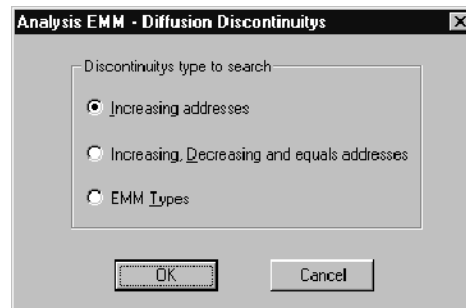 Analysis EMM - Diffusion Discontinuitys
Discontinuitys type to search
Increasing addresses
Increasing, Decreasing and equals addresses
EMM Types
OK
Cancel